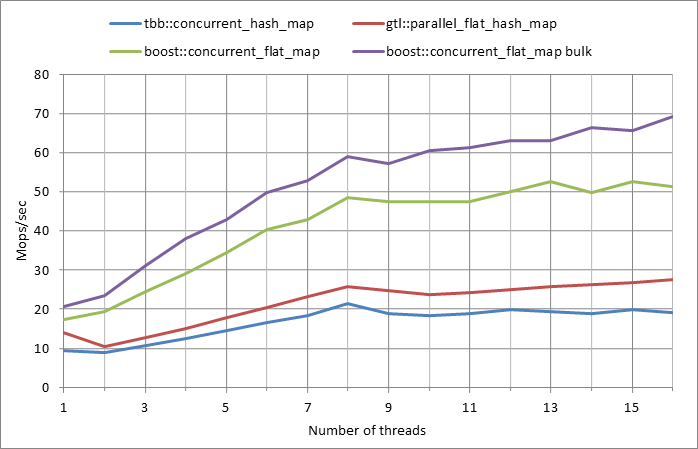 tbb::concurrent_hash_map gtl::parallel_flat_hash_map
boost::concurrent_flat_map boost::concurrent_flat_map bulk
80
70
60
50
40
30
20
10
0
Mops/sec
1 3 5 7 9 11 13 15
Number of threads